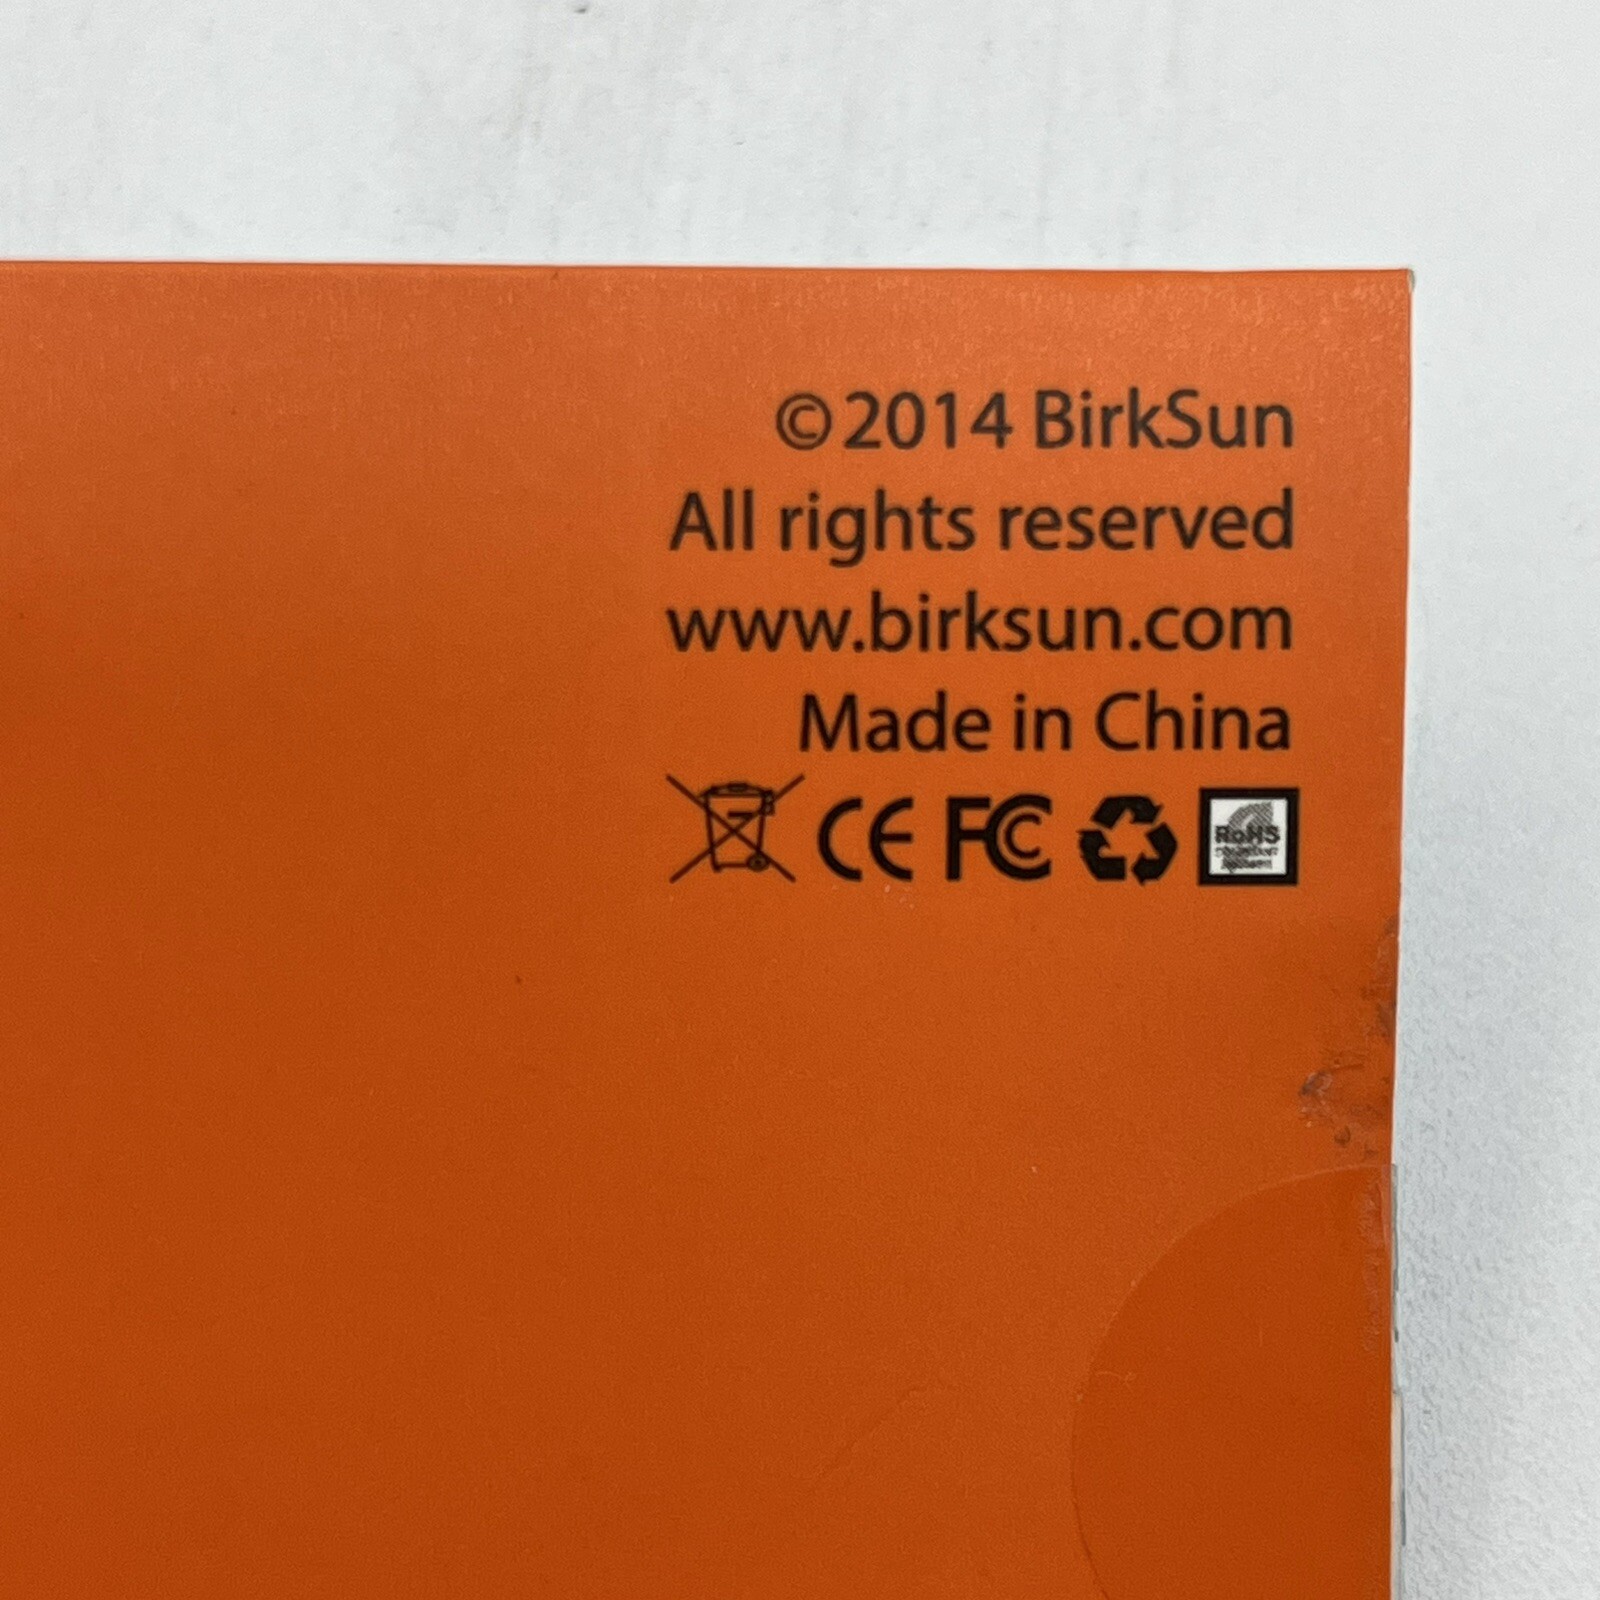 © 2014 BirkSun
All rights reserved
www.birksun.com
Made in China
CE FC RoHS